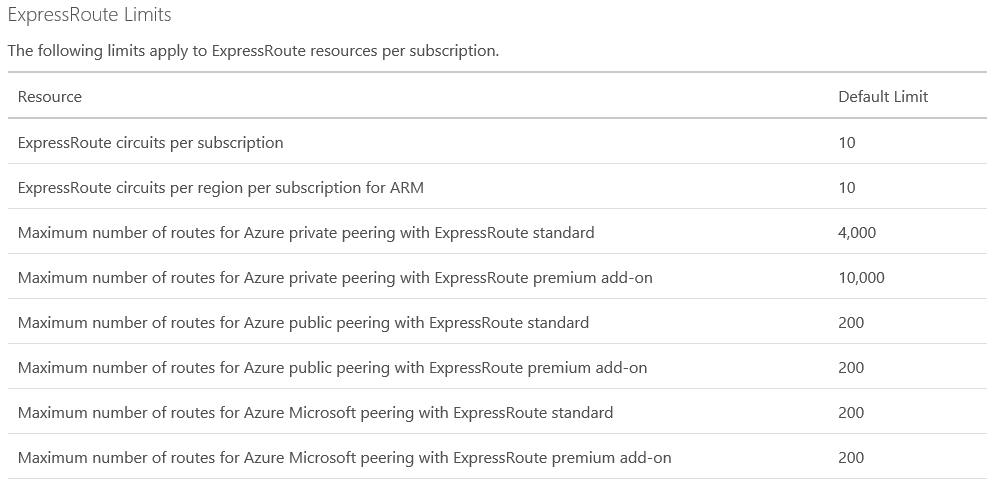 ExpressRoute Limits
The following limits apply to ExpressRoute resources per subscription.
Resource Default Limit
ExpressRoute circuits per subscription 10
ExpressRoute circuits per region per subscription for ARM 10
Maximum number of routes for Azure private peering with ExpressRoute standard 4,000
Maximum number of routes for Azure private peering with ExpressRoute premium add-on 10,000
Maximum number of routes for Azure public peering with ExpressRoute standard 200
Maximum number of routes for Azure public peering with ExpressRoute premium add-on 200
Maximum number of routes for Azure Microsoft peering with ExpressRoute standard 200
Maximum number of routes for Azure Microsoft peering with ExpressRoute premium add-on 200